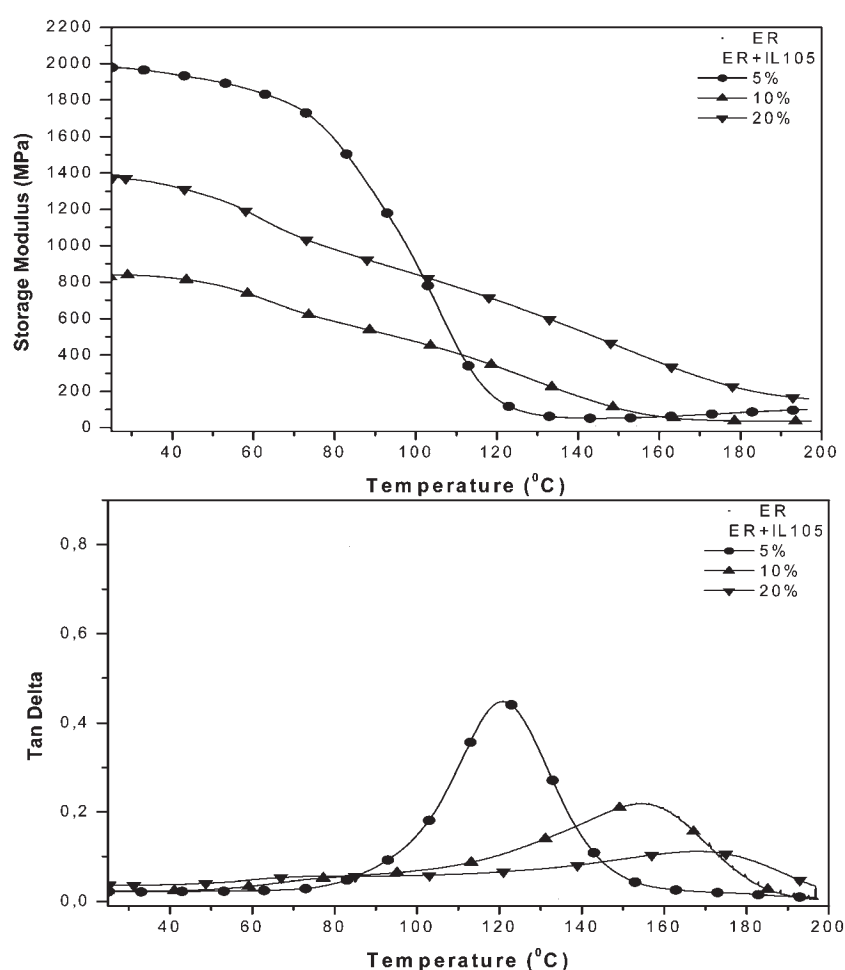 2200
2000
1800
1600
1400
1200
1000
800
600
400
200
0
Storage Modulus (MPa)
ER
ER+IL105
5%
10%
20%
40 60 80 100 120 140 160 180 200
Temperature (⁰C)
0,8
0,6
0,4
0,2
0,0
Tan Delta
ER
ER+IL105
5%
10%
20%
40 60 80 100 120 140 160 180 200
Temperature (⁰C)